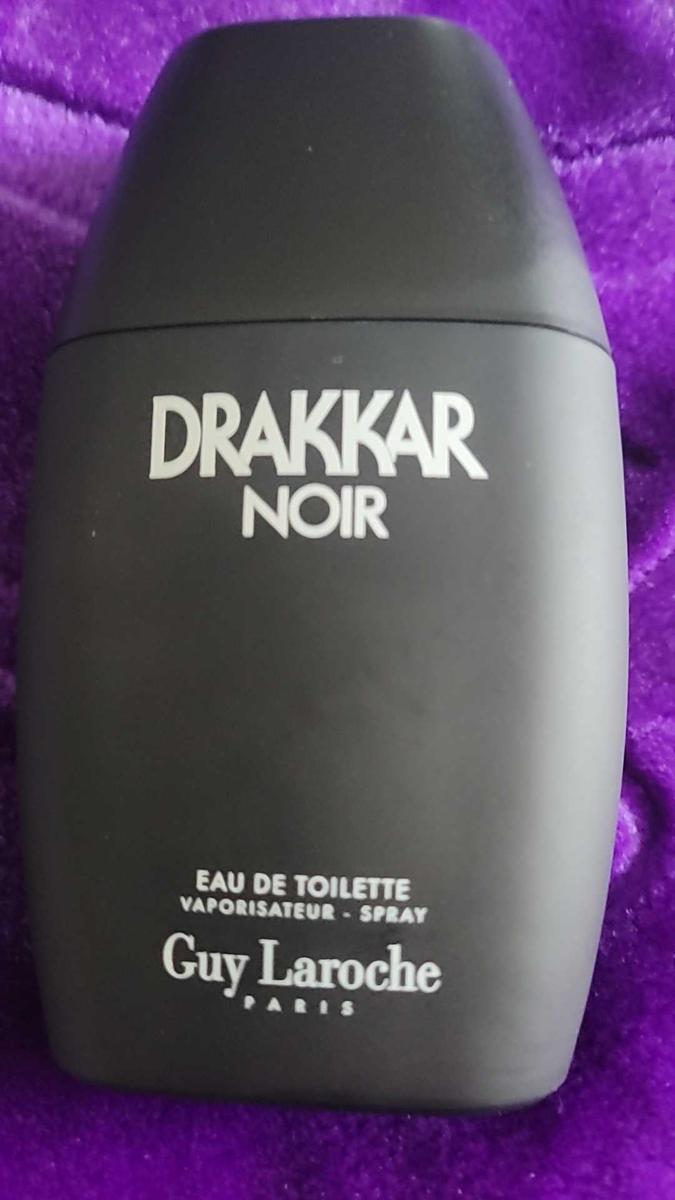 DRAKKAR
NOIR
EAU DE TOILETTE
VAPORISATEUR - SPRAY
Guy Laroche
PARIS